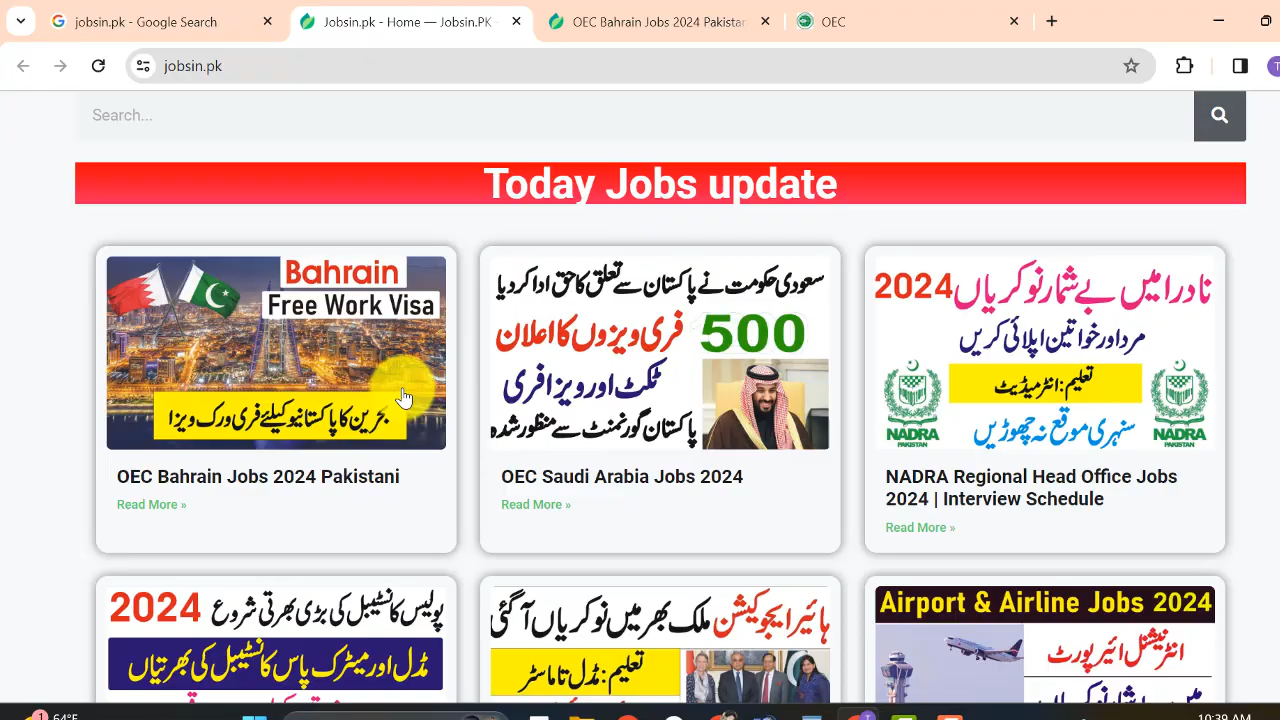 jobsin.pk - Google Search
Jobsin.pk - Home — Jobsin.PK -
OEC Bahrain Jobs 2024 Pakistan
OEC
jobsin.pk
Search...
Today Jobs update
Bahrain
Free Work Visa
بحرین کا پاکستانیو کیلئے فری ورک ویزا
OEC Bahrain Jobs 2024 Pakistani
Read More »
سعودی حکومت نے پاکستان سے تعلق کا حق ادا کردیا
500 فری ویزوں کا اعلان
ٹکٹ اور ویزا فری
پاکستان گورنمنٹ سے منظور شدہ
OEC Saudi Arabia Jobs 2024
Read More »
نادرا میں بے شمار نوکریاں 2024
مرد اور خواتین اپلائی کریں
تعلیم: انٹرمیڈیٹ
سنہری موقع نہ چھوڑیں
NADRA
PAKISTAN
NADRA
PAKISTAN
NADRA Regional Head Office Jobs
2024 | Interview Schedule
Read More »
پولیس کانسٹیبل کی بڑی بھرتی شروع 2024
مڈل اور میٹرک پاس کانسٹیبل کی بھرتیاں
ہائیر ایجوکیشن ملک بھر میں نوکریاں آگئی
تعلیم: مڈل تا ماسٹر
Airport & Airline Jobs 2024
انٹرنیشنل ائیرپورٹ
64°F
10:39 AM